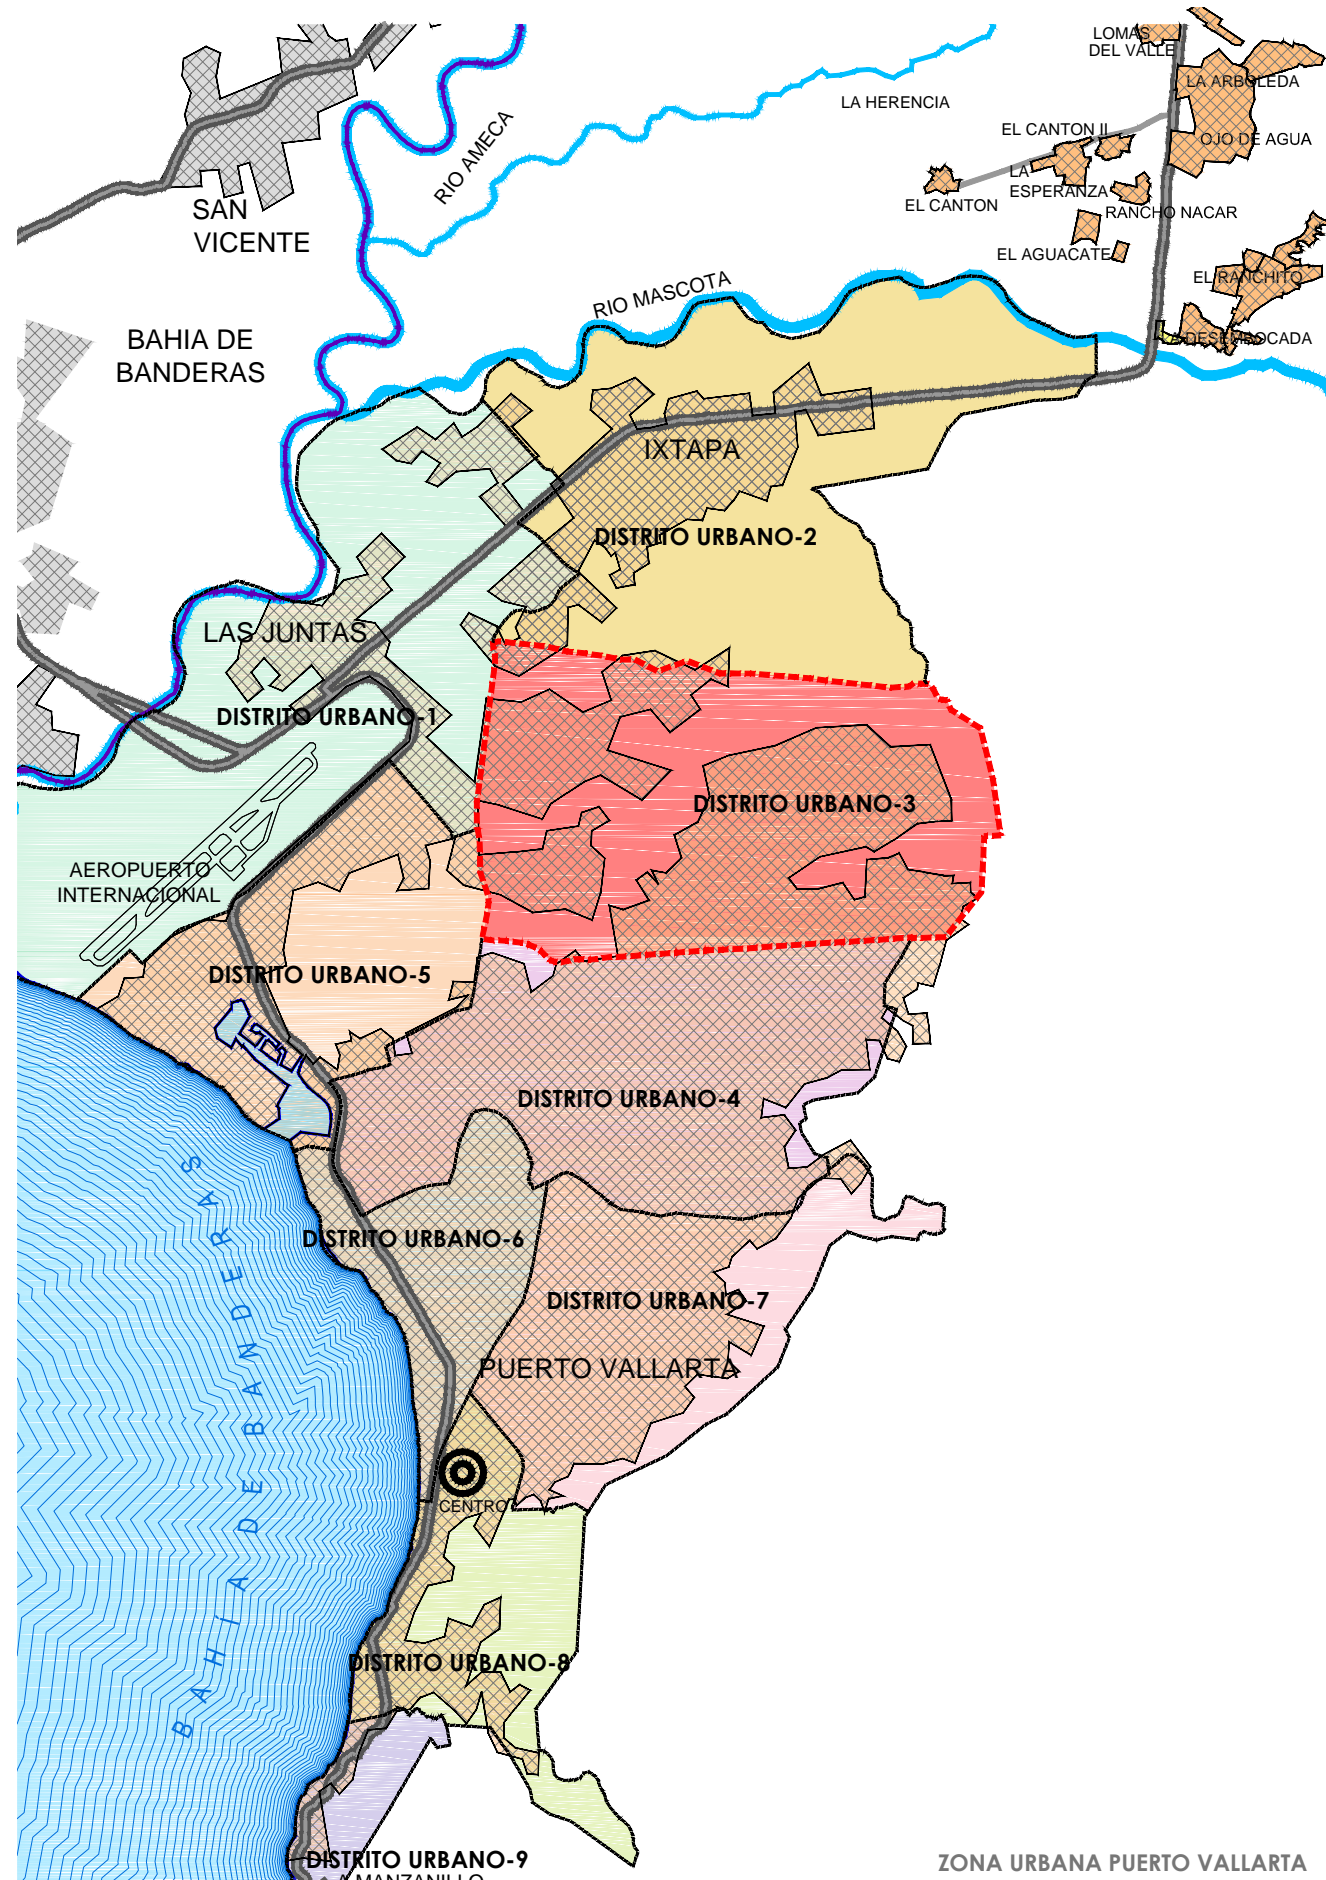 LOMAS
DEL VALLE
LA ARBOLEDA
LA HERENCIA
EL CANTON II
OJO DE AGUA
RIO AMECA
LA
ESPERANZA
EL CANTON
RANCHO NACAR
SAN
VICENTE
EL AGUACATE
EL RANCHITO
RIO MASCOTA
LA DESEMBOCADA
BAHIA DE
BANDERAS
IXTAPA
DISTRITO URBANO-2
LAS JUNTAS
DISTRITO URBANO-1
DISTRITO URBANO-3
AEROPUERTO
INTERNACIONAL
DISTRITO URBANO-5
DISTRITO URBANO-4
DISTRITO URBANO-6
DISTRITO URBANO-7
PUERTO VALLARTA
BAHÍA DE BANDERAS
CENTRO
DISTRITO URBANO-8
DISTRITO URBANO-9
A MANZANILLO
ZONA URBANA PUERTO VALLARTA